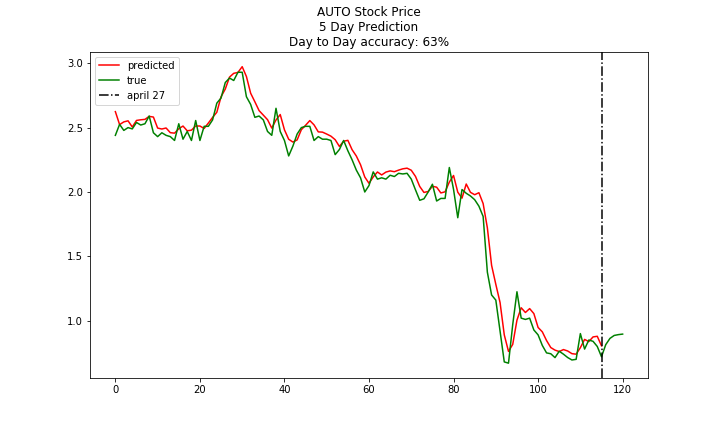 AUTO Stock Price
5 Day Prediction
Day to Day accuracy: 63%
predicted
true
april 27
3.0
2.5
2.0
1.5
1.0
0
20
40
60
80
100
120